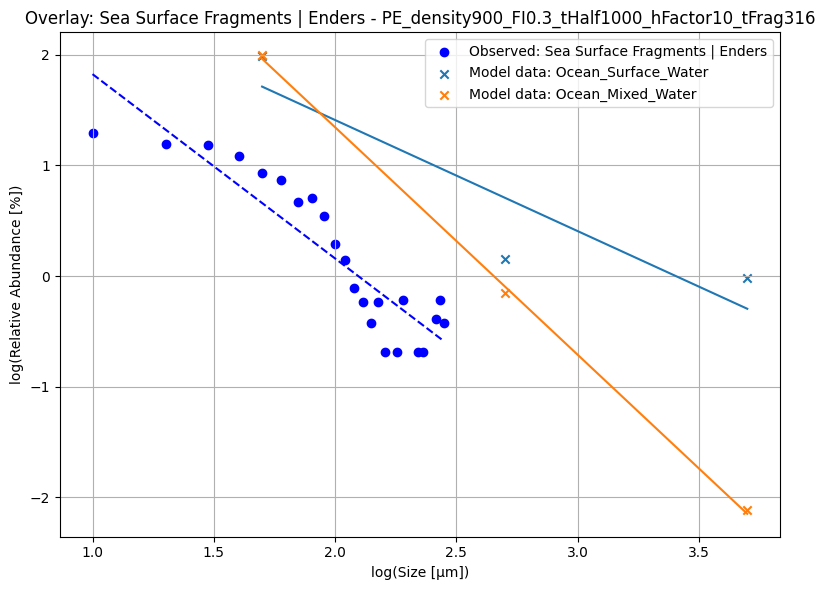 Overlay: Sea Surface Fragments | Enders - PE_density900_FI0.3_tHalf1000_hFactor10_tFrag316
Observed: Sea Surface Fragments | Enders
Model data: Ocean_Surface_Water
Model data: Ocean_Mixed_Water
log(Relative Abundance [%])
2
1
0
−1
−2
1.0 1.5 2.0 2.5 3.0 3.5
log(Size [µm])